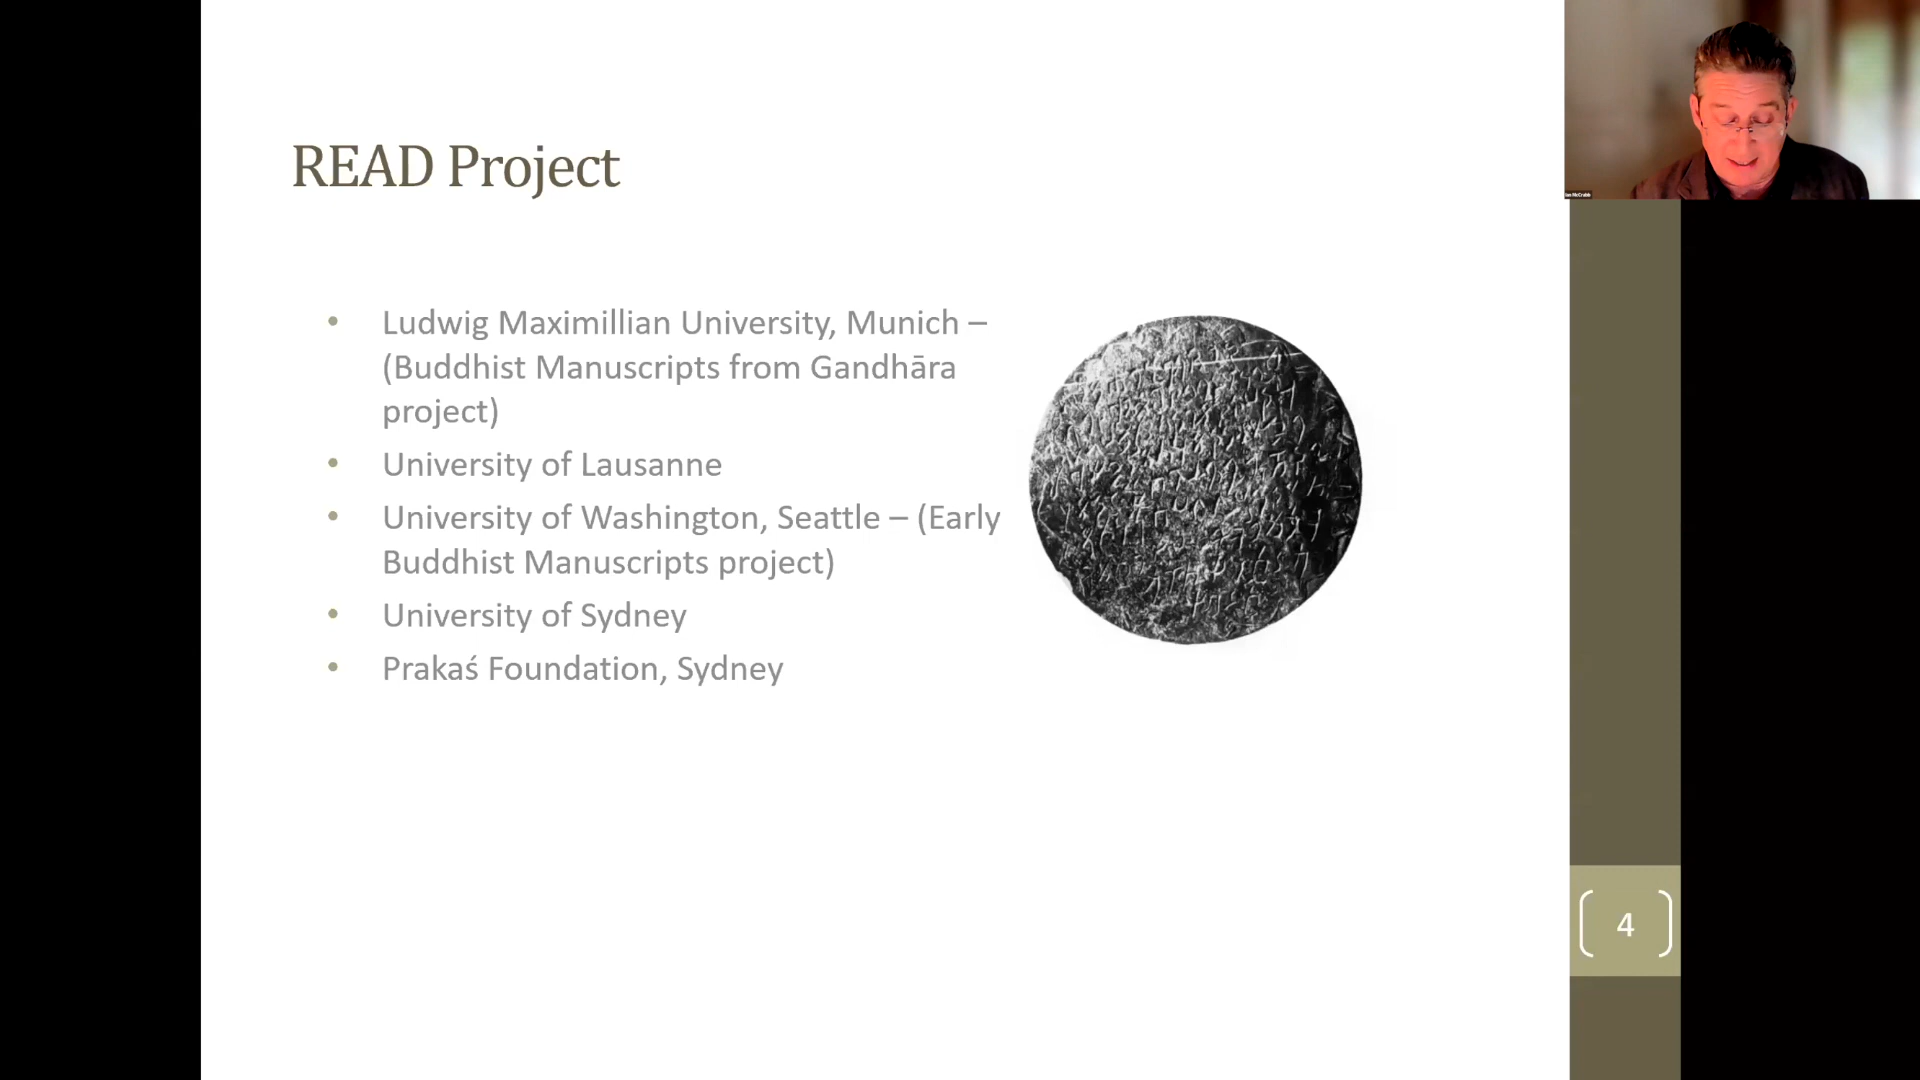 READ Project
• Ludwig Maximillian University, Munich –
(Buddhist Manuscripts from Gandhāra
project)
• University of Lausanne
• University of Washington, Seattle – (Early
Buddhist Manuscripts project)
• University of Sydney
• Prakaś Foundation, Sydney
4